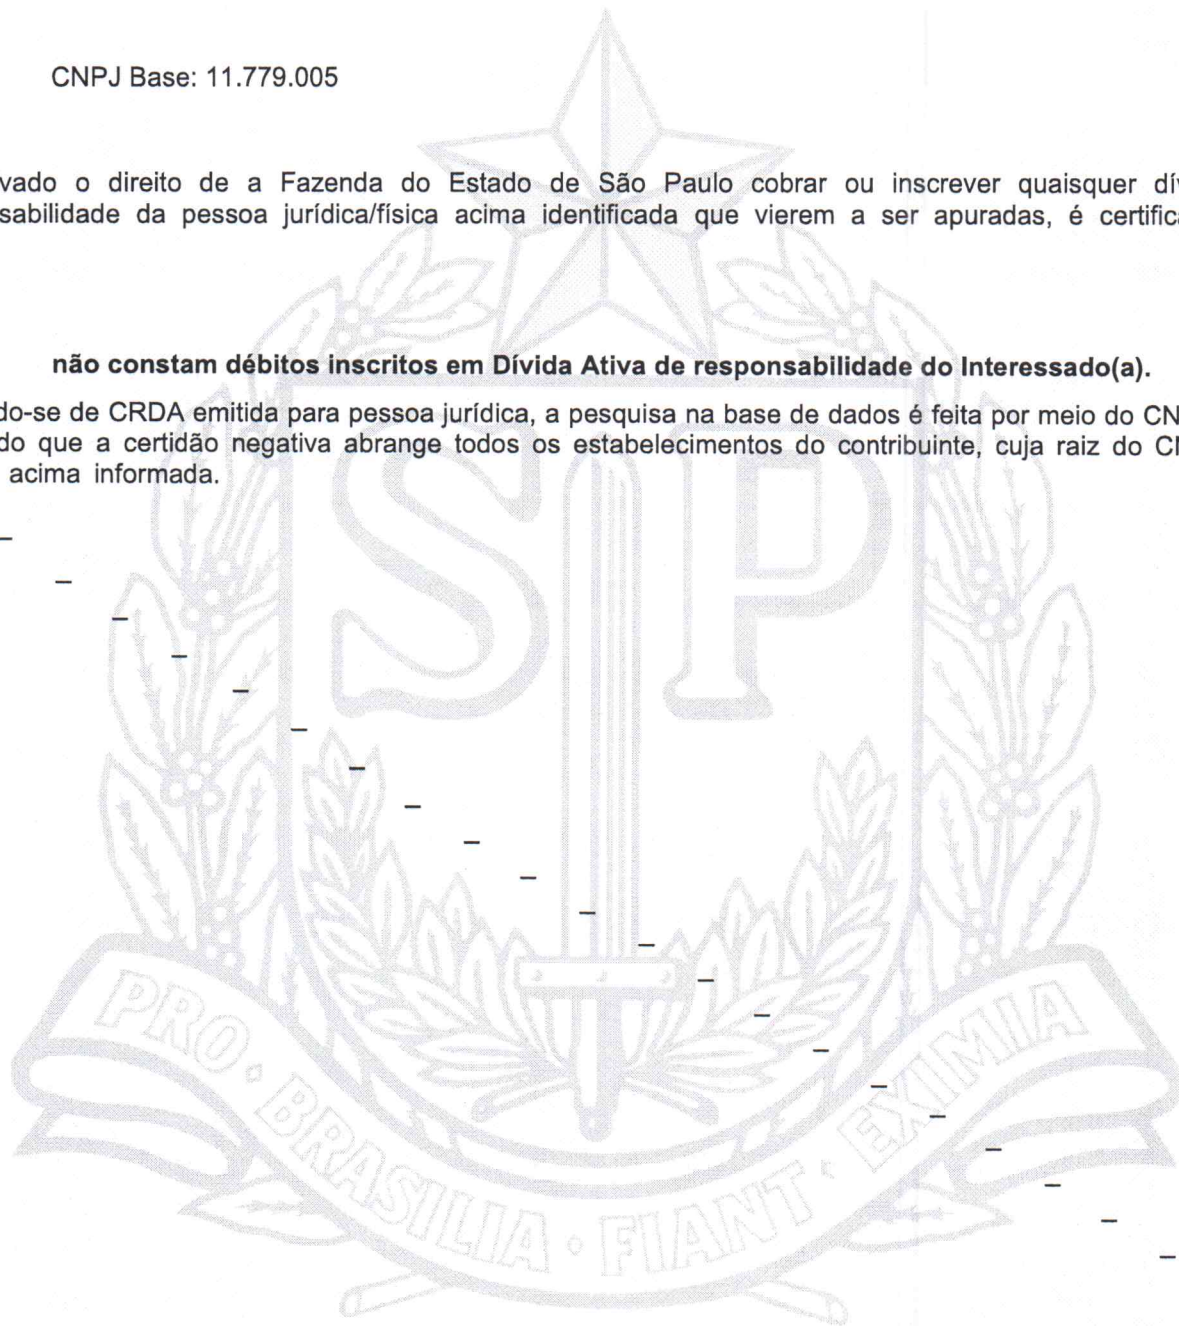 CNPJ Base: 11.779.005
vado o direito de a Fazenda do Estado de São Paulo cobrar ou inscrever quaisquer dív
sabilidade da pessoa jurídica/física acima identificada que vierem a ser apuradas, é certifica
não constam débitos inscritos em Dívida Ativa de responsabilidade do Interessado(a).
do-se de CRDA emitida para pessoa jurídica, a pesquisa na base de dados é feita por meio do CN
do que a certidão negativa abrange todos os estabelecimentos do contribuinte, cuja raiz do CN
acima informada.
SP
PRO · BRASILIA · FIANT · EXIMIA